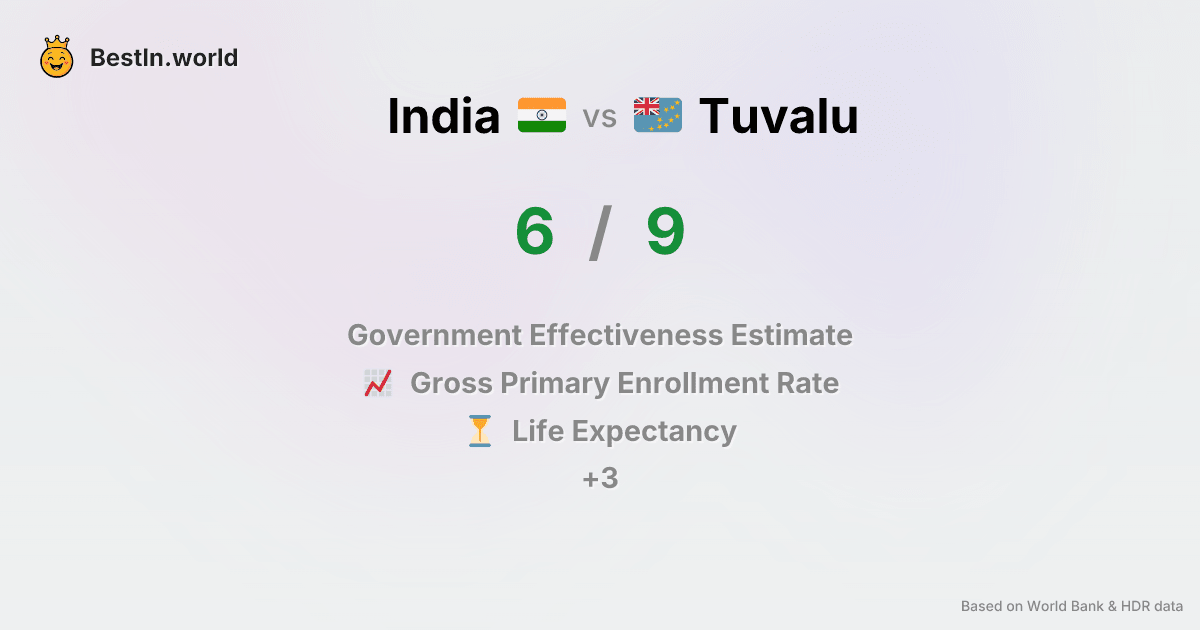 BestIn.world
India vs Tuvalu
6 / 9
Government Effectiveness Estimate
Gross Primary Enrollment Rate
Life Expectancy
+3
Based on World Bank & HDR data